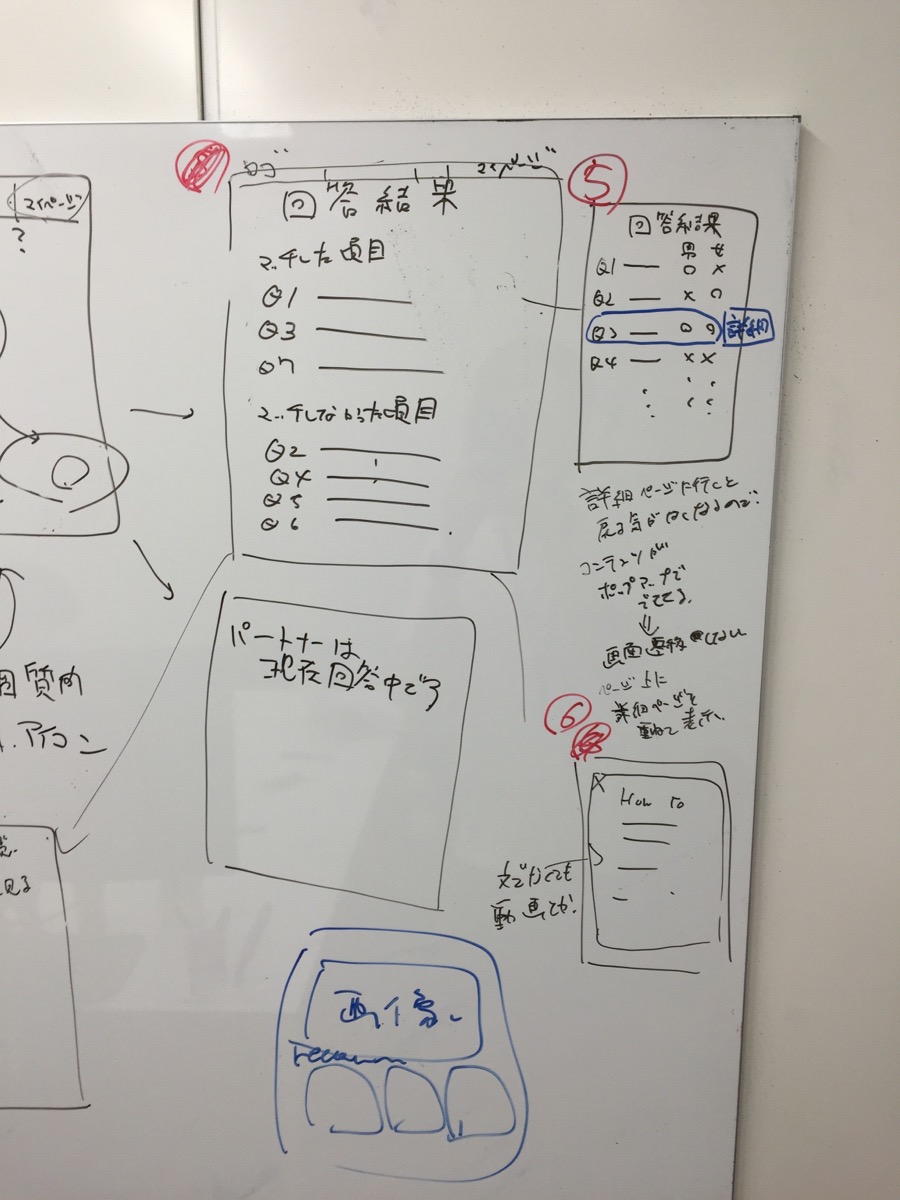 マイページ
?
ロゴ
マイページ
回答結果
マッチした項目
Q1
Q3
Q7
マッチしなかった項目
Q2
Q4
Q5
Q6
5
回答結果
男 女
Q1 ○ ×
Q2 × ○
Q3 ○ ○ 詳細
Q4 × ×
詳細ページに行くと
戻る気がなくなるので、
コンテンツが
ポップアップで
でてくる。
⇓
画面遷移しない
ページ上に
詳細ページを
重ねて表示、
パートナーは
現在回答中です
質問
アイコン
見る
6
×
How to
文でかくても
動画でも。
画像